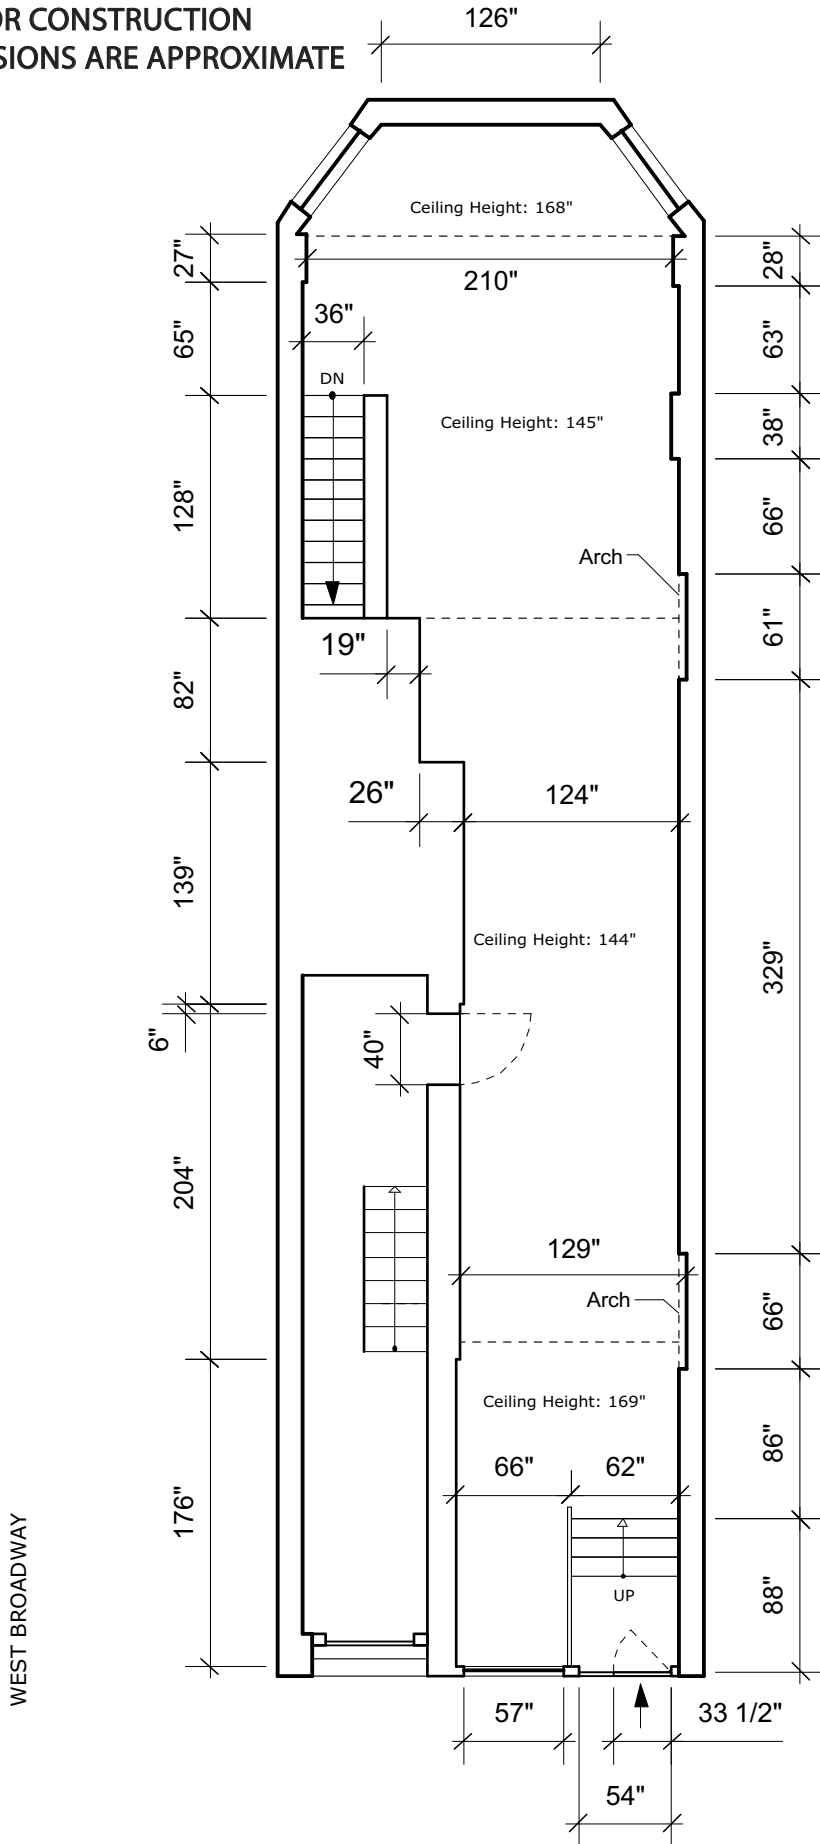 OR CONSTRUCTION
SIONS ARE APPROXIMATE
126"
Ceiling Height: 168"
27"
28"
210"
65"
36"
63"
DN
Ceiling Height: 145"
38"
128"
66"
Arch
61"
19"
82"
26"
124"
139"
Ceiling Height: 144"
329"
6"
40"
204"
129"
Arch
66"
Ceiling Height: 169"
86"
66"
62"
176"
WEST BROADWAY
UP
88"
57"
33 1/2"
54"